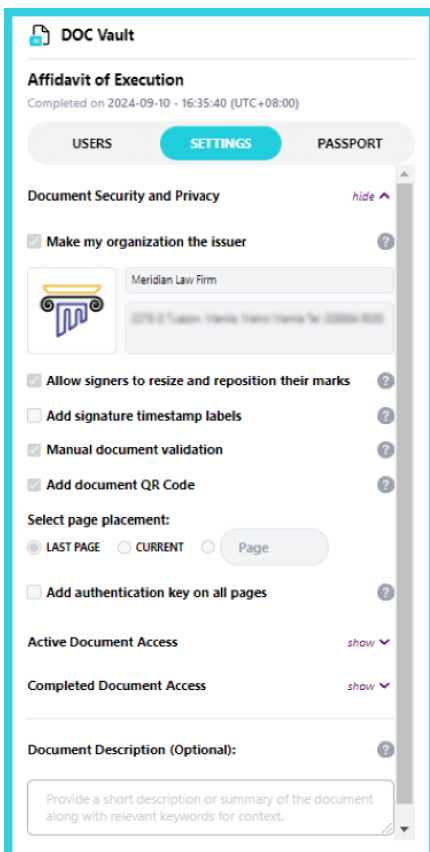 DOC Vault
Affidavit of Execution
Completed on 2024-09-10 - 16:35:40 (UTC+08:00)
USERS SETTINGS PASSPORT
Document Security and Privacy hide
Make my organization the issuer ?
Meridian Law Firm
Allow signers to resize and reposition their marks ?
Add signature timestamp labels ?
Manual document validation ?
Add document QR Code ?
Select page placement:
LAST PAGE CURRENT Page
Add authentication key on all pages ?
Active Document Access show
Completed Document Access show
Document Description (Optional): ?
Provide a short description or summary of the document
along with relevant keywords for context.